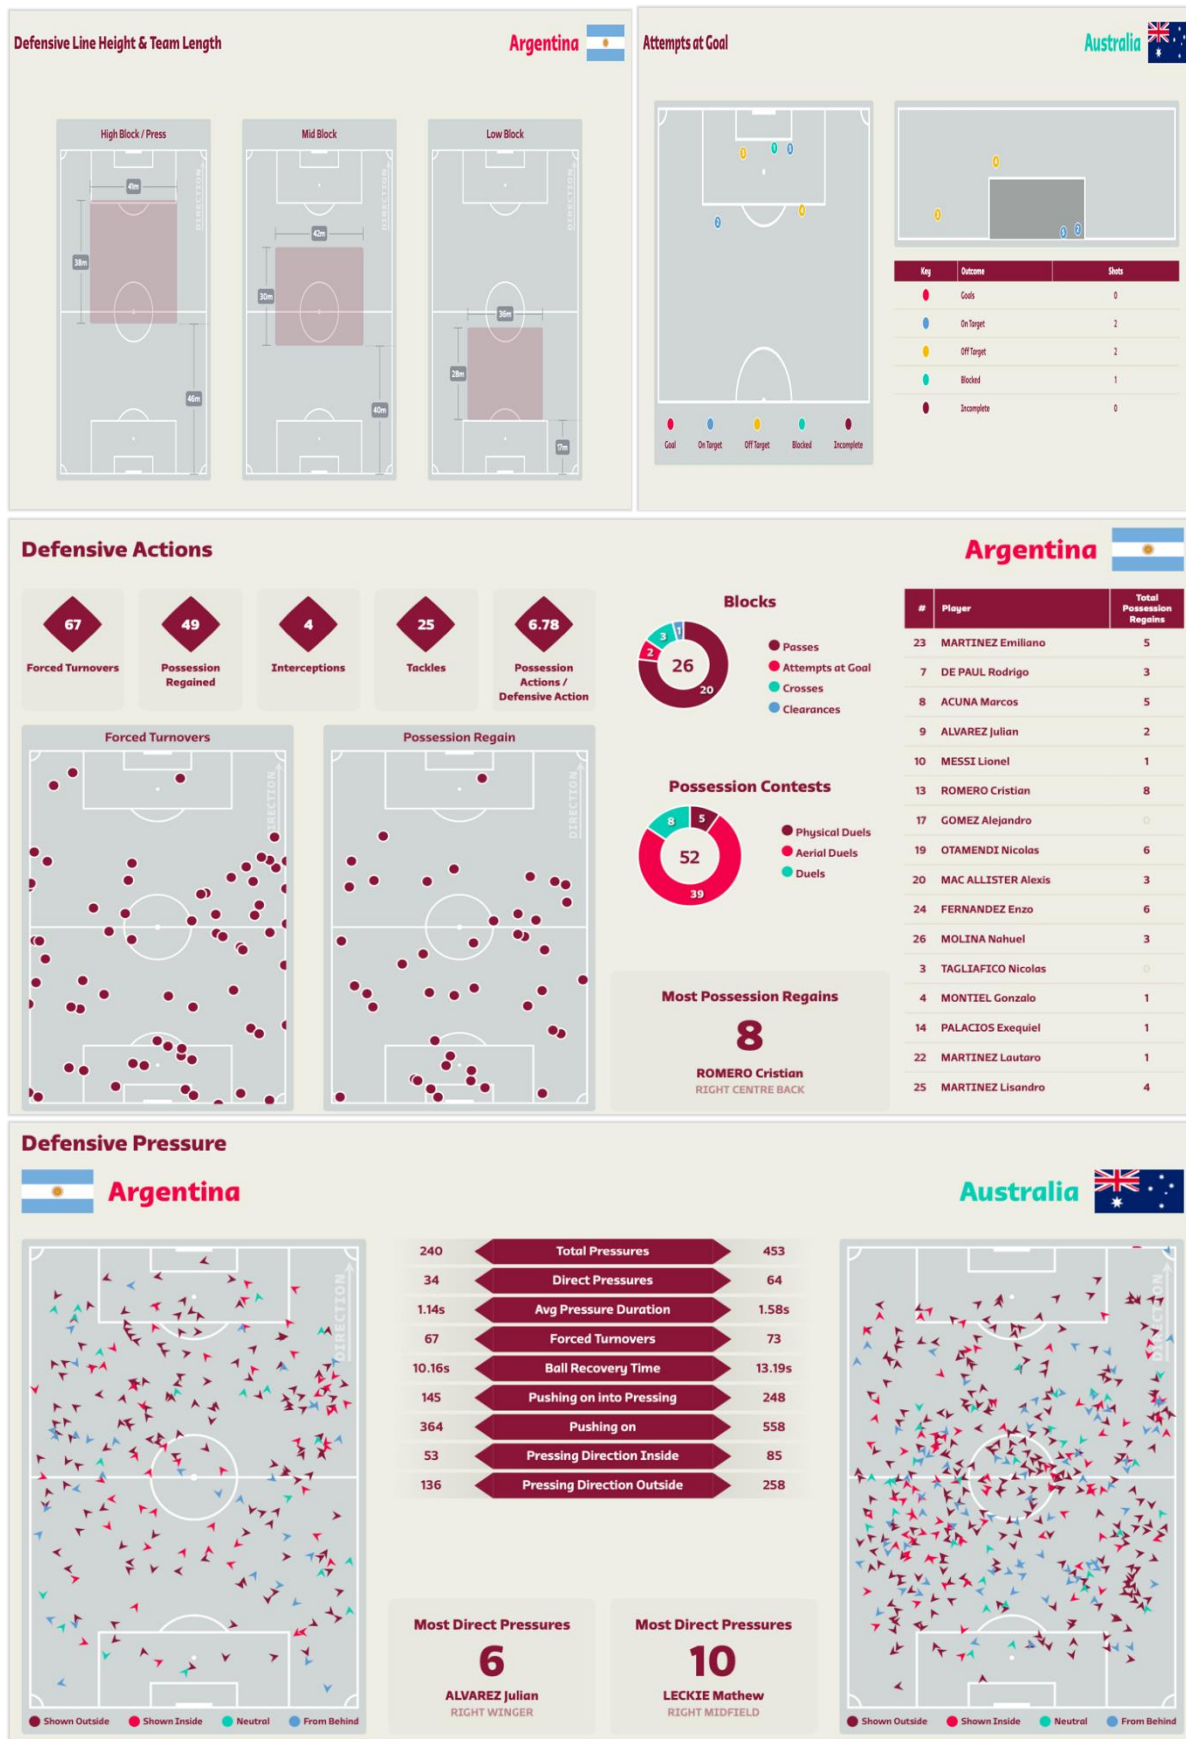 Defensive Line Height & Team Length
Argentina
High Block / Press
Mid Block
Low Block
DIRECTION
DIRECTION
DIRECTION
41m
38m
46m
42m
30m
40m
36m
28m
17m
Attempts at Goal
Australia
Goal
On Target
Off Target
Blocked
Incomplete
Key Outcome Shots
Goals 0
On Target 2
Off Target 2
Blocked 1
Incomplete 0
Defensive Actions
Argentina
67
Forced Turnovers
49
Possession
Regained
4
Interceptions
25
Tackles
6.78
Possession
Actions /
Defensive Action
Forced Turnovers
DIRECTION
Possession Regain
DIRECTION
Blocks
26
20
2
3
1
Passes
Attempts at Goal
Crosses
Clearances
Possession Contests
52
5
39
8
Physical Duels
Aerial Duels
Duels
Most Possession Regains
8
ROMERO Cristian
RIGHT CENTRE BACK
# Player Total Possession Regains
23 MARTINEZ Emiliano 5
7 DE PAUL Rodrigo 3
8 ACUNA Marcos 5
9 ALVAREZ Julian 2
10 MESSI Lionel 1
13 ROMERO Cristian 8
17 GOMEZ Alejandro 0
19 OTAMENDI Nicolas 6
20 MAC ALLISTER Alexis 3
24 FERNANDEZ Enzo 6
26 MOLINA Nahuel 3
3 TAGLIAFICO Nicolas 0
4 MONTIEL Gonzalo 1
14 PALACIOS Exequiel 1
22 MARTINEZ Lautaro 1
25 MARTINEZ Lisandro 4
Defensive Pressure
Argentina
Australia
DIRECTION
DIRECTION
240 Total Pressures 453
34 Direct Pressures 64
1.14s Avg Pressure Duration 1.58s
67 Forced Turnovers 73
10.16s Ball Recovery Time 13.19s
145 Pushing on into Pressing 248
364 Pushing on 558
53 Pressing Direction Inside 85
136 Pressing Direction Outside 258
Most Direct Pressures
6
ALVAREZ Julian
RIGHT WINGER
Most Direct Pressures
10
LECKIE Mathew
RIGHT MIDFIELD
Shown Outside
Shown Inside
Neutral
From Behind
Shown Outside
Shown Inside
Neutral
From Behind